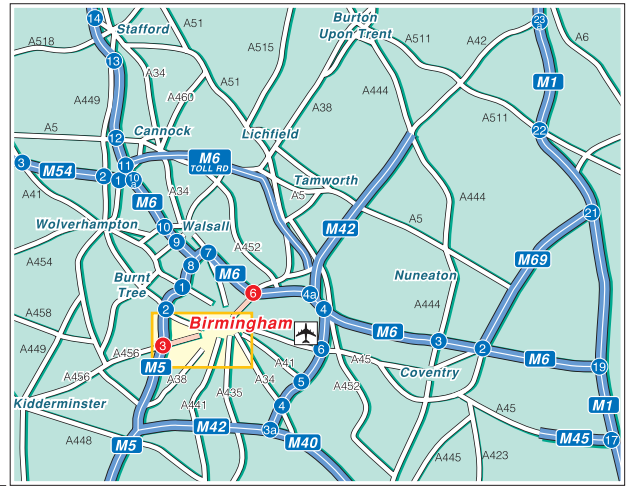 14
Stafford
A51
Burton
Upon Trent
23
a
A518
A515
A511
A42
A6
13
A34
A51
M1
A449
A460
A38
A444
A5
Cannock
Lichfield
A511
22
12
3
M54
2
1
11
10
a
M6
TOLL RD
A41
M6
A34
A5
Tamworth
A444
21
Wolverhampton
10
Walsall
9
A452
M42
A5
A454
8
7
M6
M69
Burnt
Tree
1
6
4a
Nuneaton
A458
2
4
A444
A449
Birmingham
M6
3
A456
3
6
A45
2
M6
19
M5
A41
Coventry
A456
A38
A34
5
A452
Kidderminster
A441
A435
4
A45
M1
A448
M5
M42
3a
M40
M45
17
A445
A423